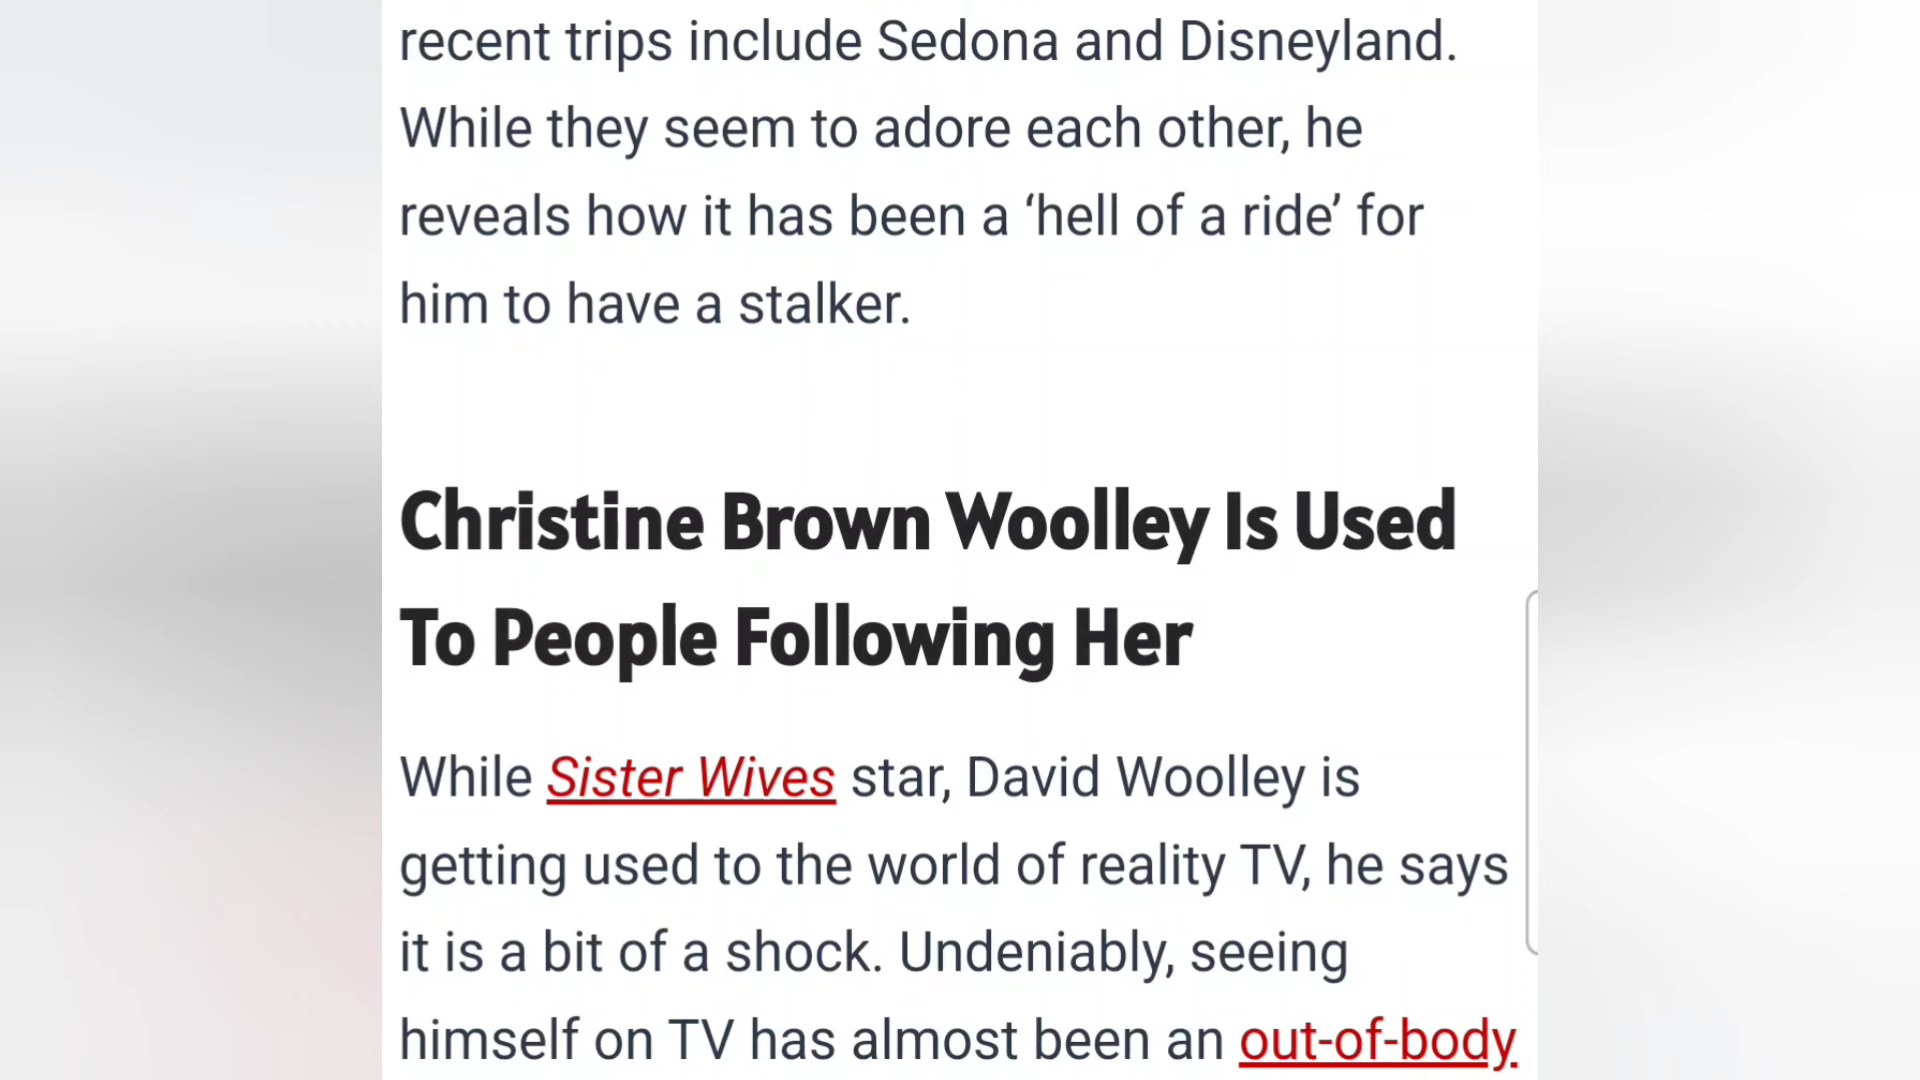 recent trips include Sedona and Disneyland.
While they seem to adore each other, he
reveals how it has been a ‘hell of a ride’ for
him to have a stalker.
Christine Brown Woolley Is Used
To People Following Her
While Sister Wives star, David Woolley is
getting used to the world of reality TV, he says
it is a bit of a shock. Undeniably, seeing
himself on TV has almost been an out-of-body